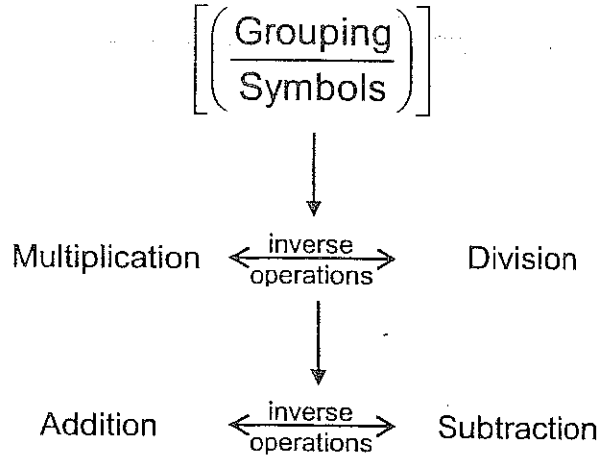 Grouping
Symbols
Multiplication inverse operations Division
Addition inverse operations Subtraction